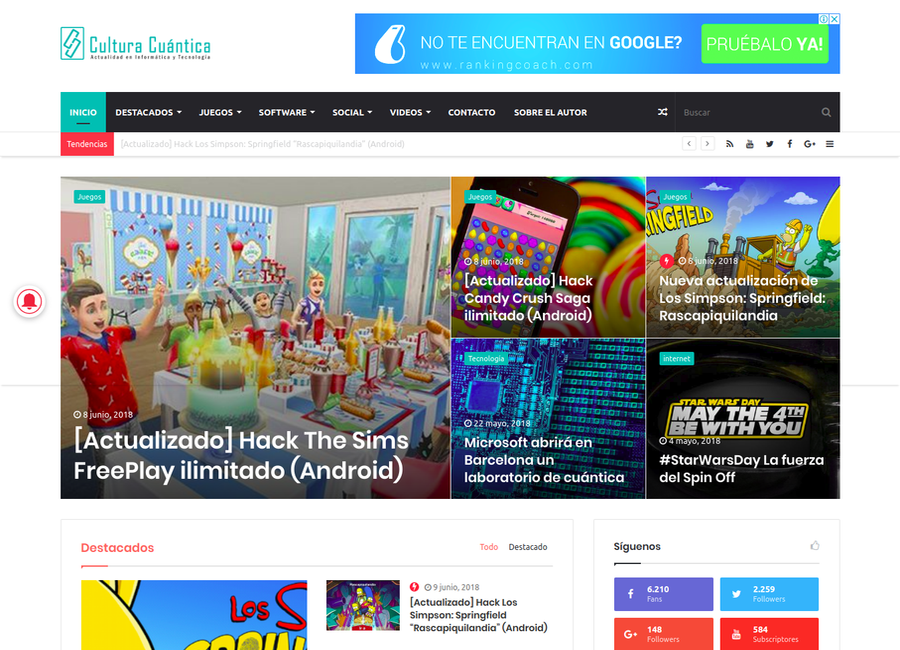 Cultura Cuántica
Actualidad en Informática y Tecnología
NO TE ENCUENTRAN EN GOOGLE?
www.rankingcoach.com
PRUÉBALO YA!
INICIO
DESTACADOS
JUEGOS
SOFTWARE
SOCIAL
VIDEOS
CONTACTO
SOBRE EL AUTOR
Buscar
Tendencias
[Actualizado] Hack Los Simpson: Springfield "Rascapiquilandia" (Android)
Juegos
8 junio, 2018
[Actualizado] Hack The Sims
FreePlay ilimitado (Android)
Juegos
8 junio, 2018
[Actualizado] Hack
Candy Crush Saga
ilimitado (Android)
Juegos
6 junio, 2018
Nueva actualización de
Los Simpson: Springfield:
Rascapiquilandia
Tecnología
22 mayo, 2018
Microsoft abrirá en
Barcelona un
laboratorio de cuántica
internet
STAR WARS DAY
MAY THE 4TH
BE WITH YOU
4 mayo, 2018
#StarWarsDay La fuerza
del Spin Off
Destacados
Todo
Destacado
Los S
9 junio, 2018
[Actualizado] Hack Los
Simpson: Springfield
"Rascapiquilandia" (Android)
Síguenos
6.210
Fans
2.259
Followers
148
Followers
584
Subscriptores